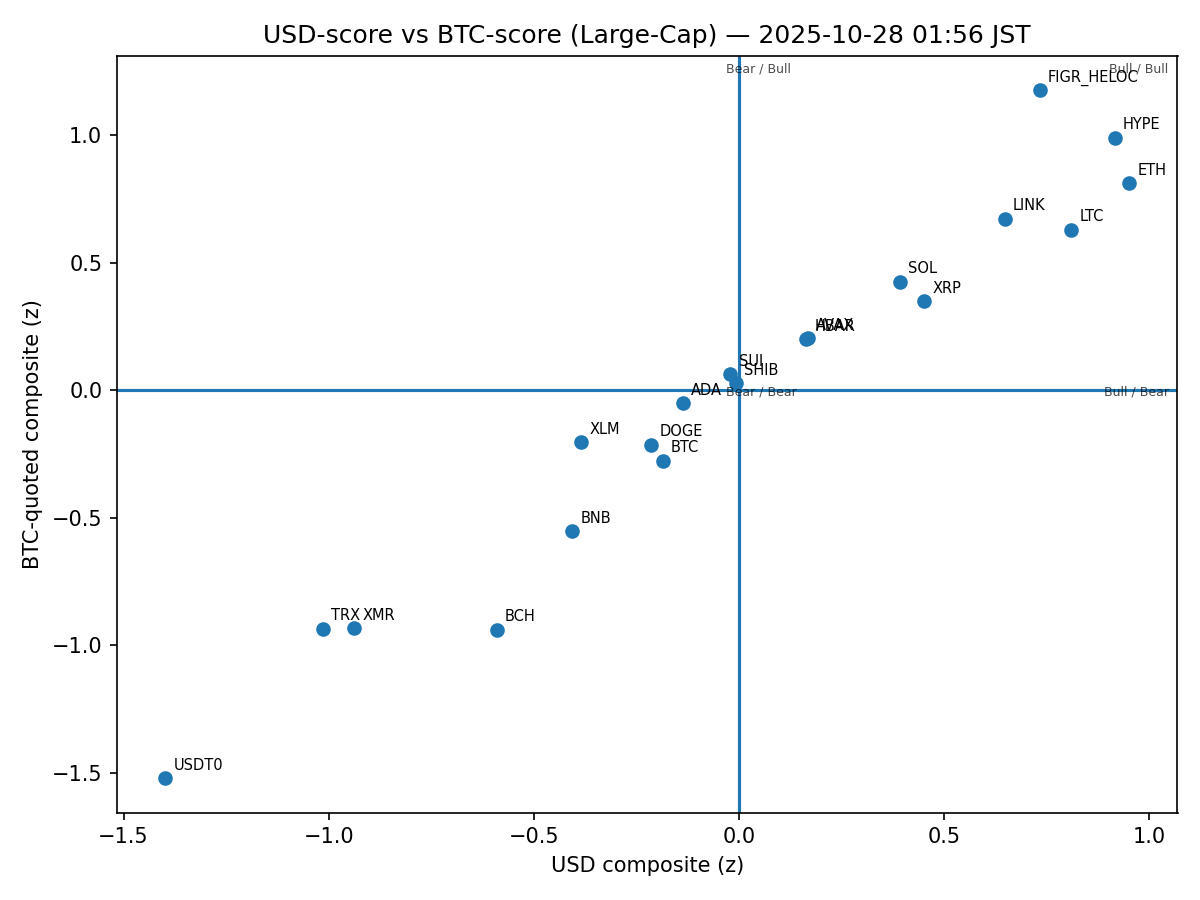 USD-score vs BTC-score (Large-Cap) — 2025-10-28 01:56 JST
Bear / Bull
Bull / Bull
FIGR_HELOC
HYPE
ETH
LINK
LTC
SOL
XRP
AVAX
HBAR
SUI
SHIB
ADA
Bear / Bear
Bull / Bear
XLM
DOGE
BTC
BNB
TRX
XMR
BCH
USDT0
1.0
0.5
0.0
−0.5
−1.0
−1.5
BTC-quoted composite (z)
−1.5
−1.0
−0.5
0.0
0.5
1.0
USD composite (z)